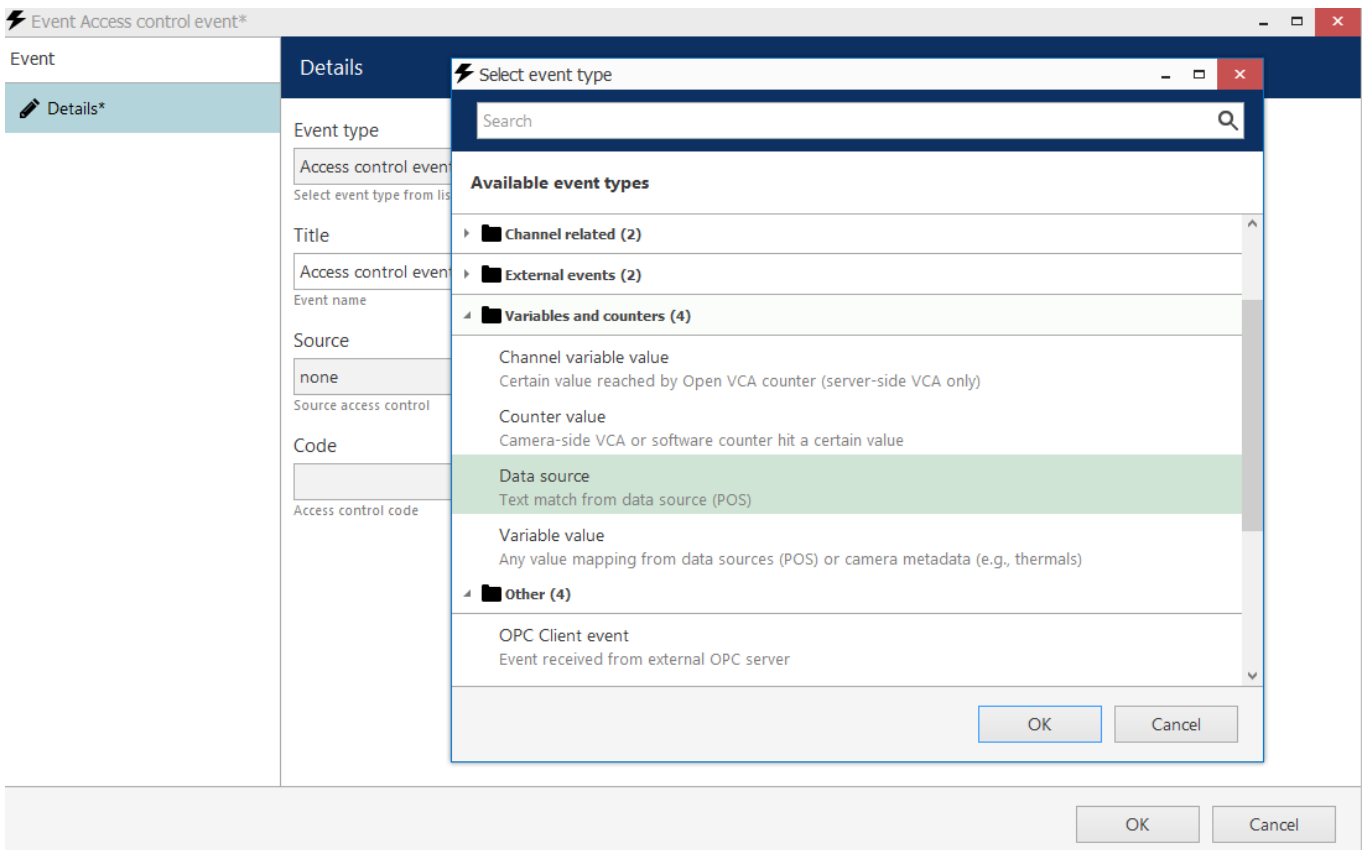 Event Access control event*
Event
Details*
Details
Event type
Access control event
Select event type from lis
Title
Access control event
Event name
Source
none
Source access control
Code
Access control code
Select event type
Search
Available event types
Channel related (2)
External events (2)
Variables and counters (4)
Channel variable value
Certain value reached by Open VCA counter (server-side VCA only)
Counter value
Camera-side VCA or software counter hit a certain value
Data source
Text match from data source (POS)
Variable value
Any value mapping from data sources (POS) or camera metadata (e.g., thermals)
Other (4)
OPC Client event
Event received from external OPC server
OK
Cancel
OK
Cancel